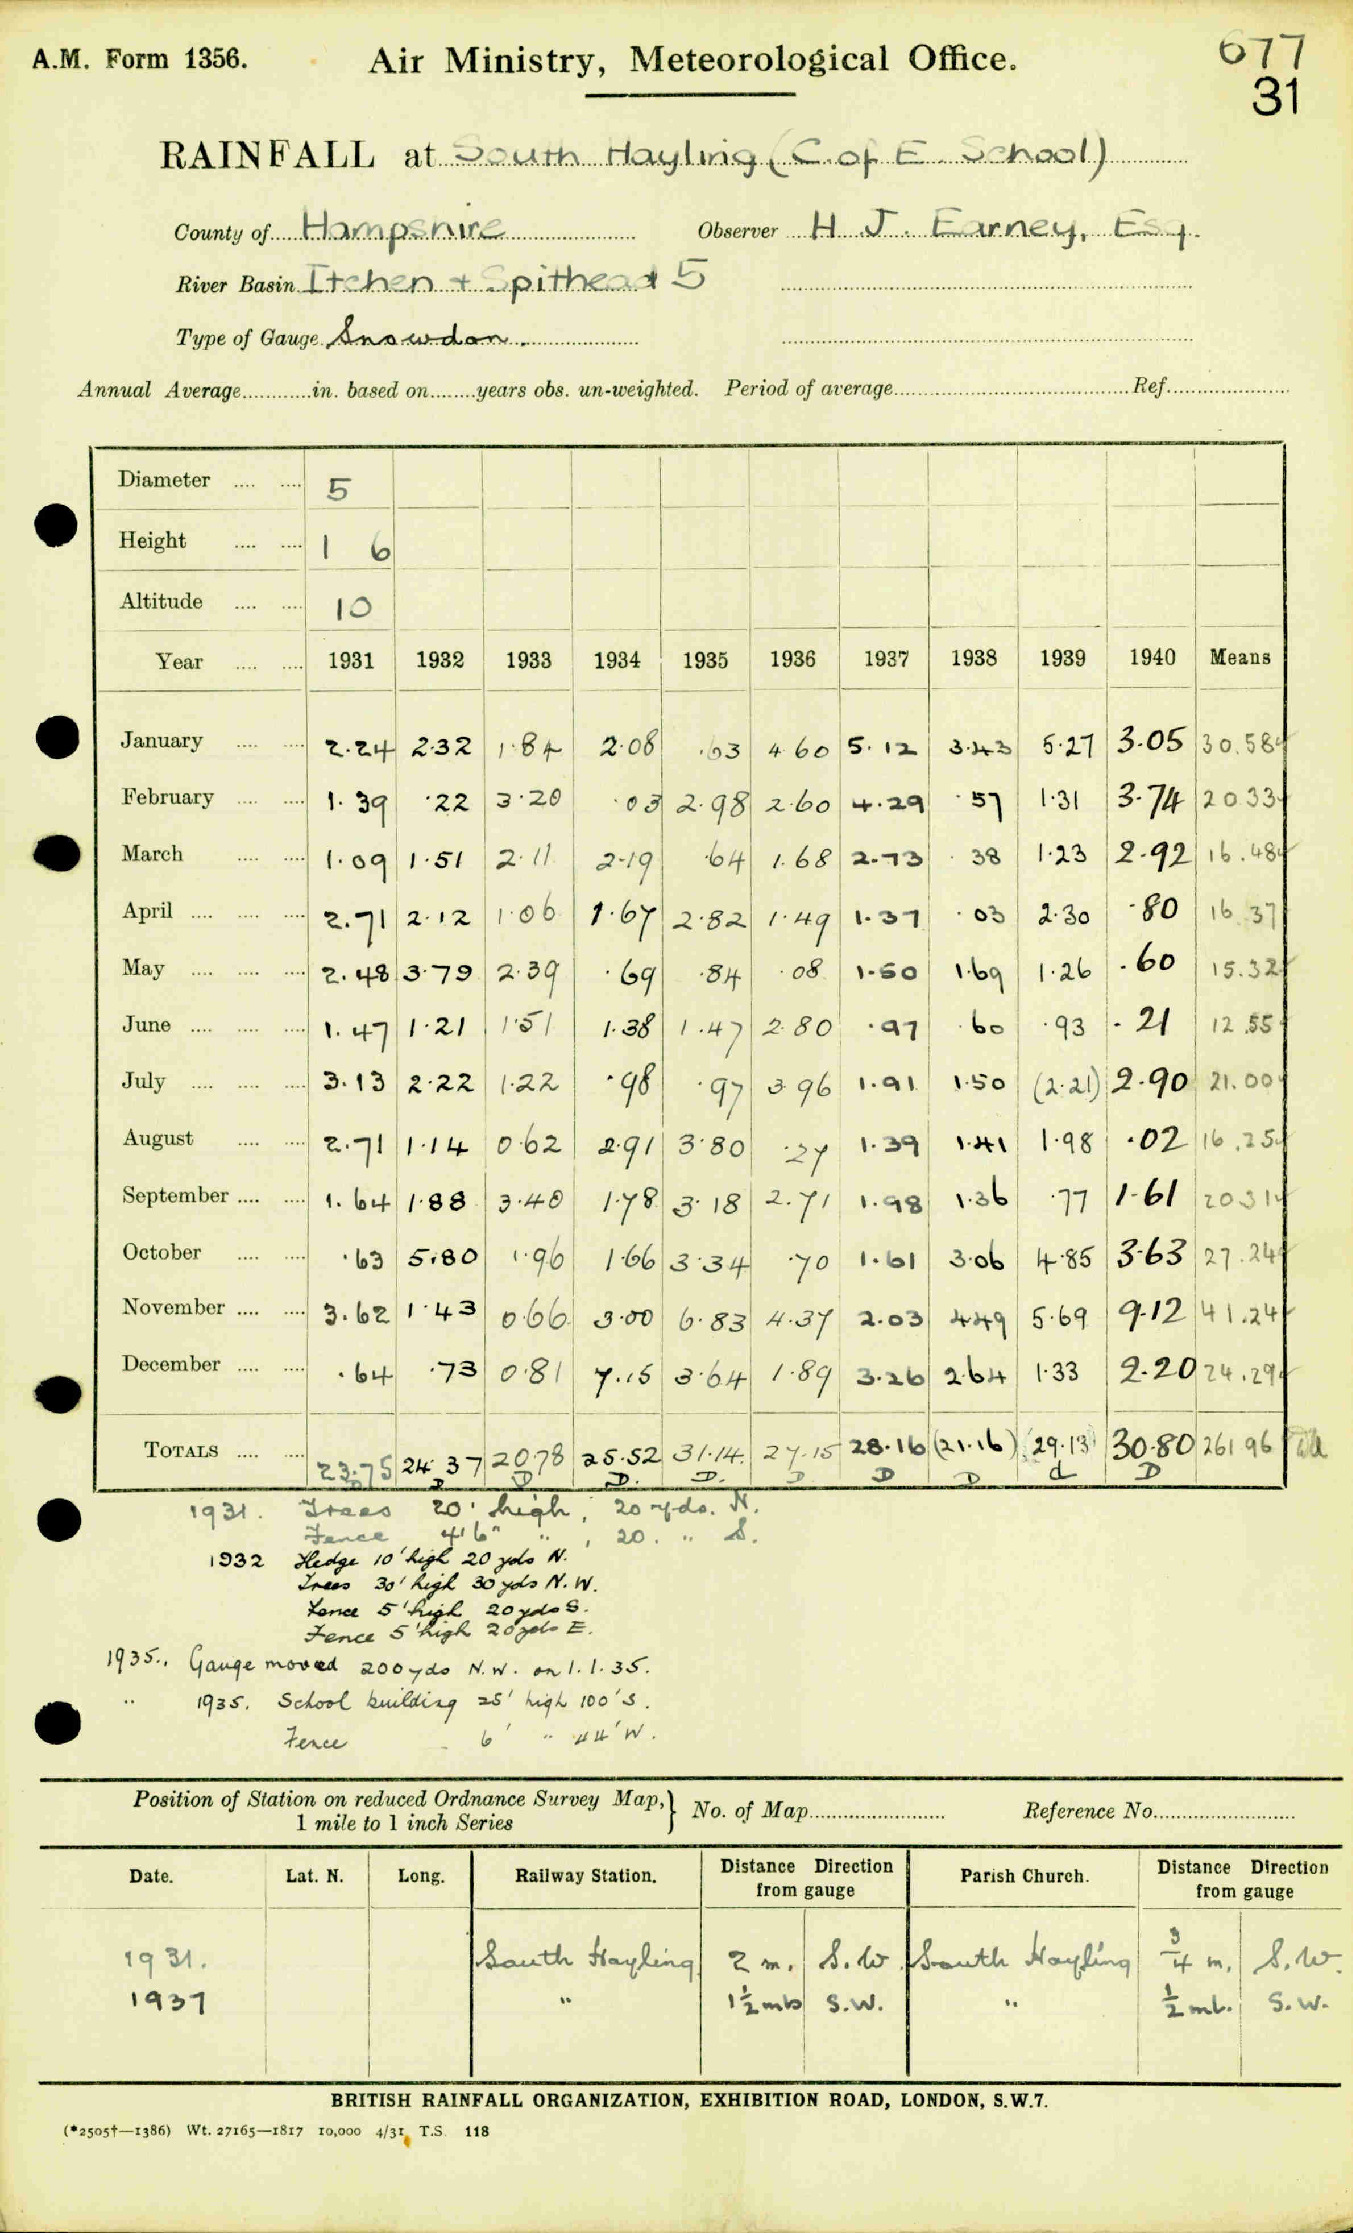 A.M. Form 1356. Air Ministry, Meteorological Office. 677
31
RAINFALL at South Hayling (C. of E. School)
County of Hampshire Observer H. J. Earney, Esq.
River Basin Itchen + Spithead 5
Type of Gauge Snowdon.
Annual Average............in. based on........years obs. un-weighted. Period of average........................................Ref.....................
Diameter .... .... 5
Height .... .... 1 6
Altitude .... .... 10
Year .... .... 1931 1932 1933 1934 1935 1936 1937 1938 1939 1940 Means
January .... .... 2.24 2.32 1.84 2.08 .63 4.60 5.12 3.43 5.27 3.05 30.58
February .... .... 1.39 .22 3.20 .03 2.98 2.60 4.29 .57 1.31 3.74 20.33
March .... .... 1.09 1.51 2.11 2.19 .64 1.68 2.73 .38 1.23 2.92 16.48
April .... .... .... 2.71 2.12 1.06 1.67 2.82 1.49 1.37 .03 2.30 .80 16.37
May .... .... .... 2.48 3.79 2.39 .69 .84 .08 1.50 1.69 1.26 .60 15.32
June .... .... .... 1.47 1.21 1.51 1.38 1.47 2.80 .97 .60 .93 .21 12.55
July .... .... .... 3.13 2.22 1.22 .98 .97 3.96 1.91 1.50 (2.21) 2.90 21.00
August .... .... 2.71 1.14 0.62 2.91 3.80 .27 1.39 1.41 1.98 .02 16.25
September .... .... 1.64 1.88 3.40 1.78 3.18 2.71 1.98 1.36 .77 1.61 20.31
October .... .... .63 5.80 1.96 1.66 3.34 .70 1.61 3.06 4.85 3.63 27.24
November .... .... 3.62 1.43 0.66 3.00 6.83 4.37 2.03 4.49 5.69 9.12 41.24
December .... .... .64 .73 0.81 7.15 3.64 1.89 3.26 2.64 1.33 2.20 24.29
TOTALS .... .... 23.75 24.37 20.78 25.52 31.14 27.15 28.16 (21.16) (29.13) 30.80 261.96
D D D D. D. D D D d D
1931. Trees 20' high, 20 yds. N.
Fence 4'6" " , 20. " S.
1932 Hedge 10' high 20 yds N.
Trees 30' high 30 yds N.W.
Fence 5' high 20 yds S.
Fence 5' high 20 yds E.
1935.. Gauge moved 200 yds N.W. on 1.1.35.
" 1935. School building 25' high 100' S.
Fence 6' " 44' W.
Position of Station on reduced Ordnance Survey Map, } No. of Map......................... Reference No..........................
1 mile to 1 inch Series
Date. Lat. N. Long. Railway Station. Distance Direction from gauge Parish Church. Distance Direction from gauge
1931. South Hayling 2 m. S.W. South Hayling 3/4 m. S.W.
1937 " 1 1/2 mls S.W. " 1/2 ml. S.W.
BRITISH RAINFALL ORGANIZATION, EXHIBITION ROAD, LONDON, S.W.7.
(*2505†—1386) Wt. 27165—1817 10,000 4/31 T.S. 118